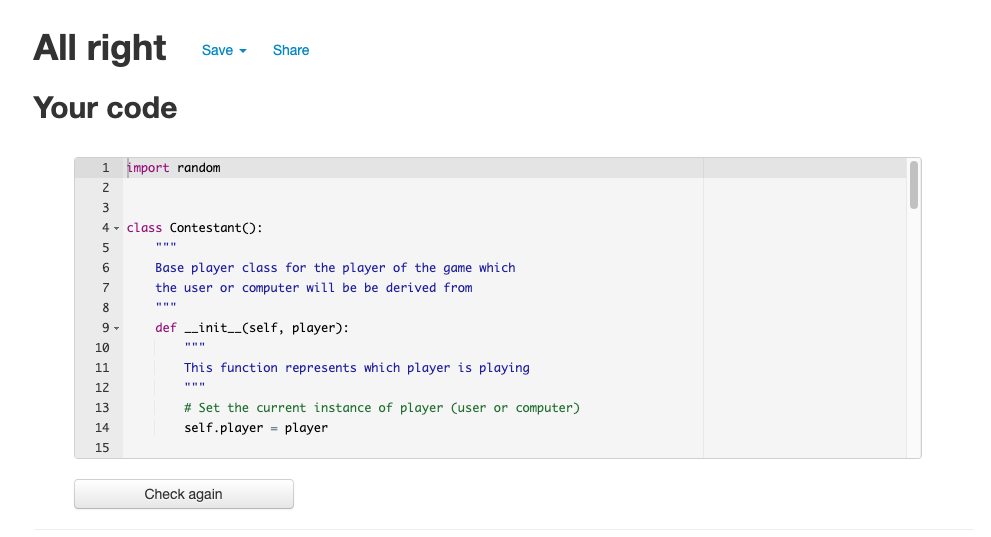 All right Save Share
Your code
1 import random
2
3
4 class Contestant():
5     """
6     Base player class for the player of the game which
7     the user or computer will be be derived from
8     """
9     def __init__(self, player):
10         """
11         This function represents which player is playing
12         """
13         # Set the current instance of player (user or computer)
14         self.player = player
15
Check again